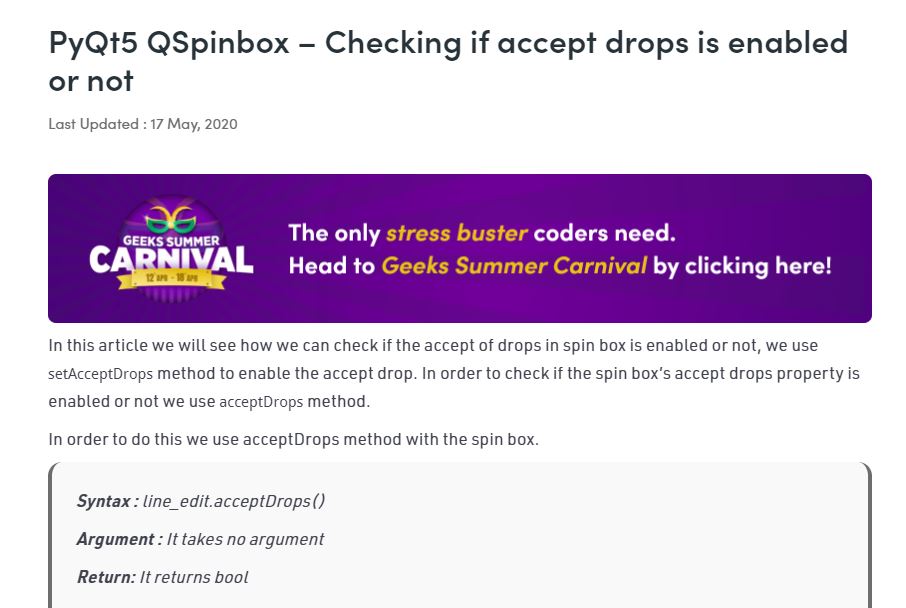 PyQt5 QSpinbox – Checking if accept drops is enabled
or not
Last Updated : 17 May, 2020
GEEKS SUMMER
CARNIVAL
12 APR - 18 APR
The only stress buster coders need.
Head to Geeks Summer Carnival by clicking here!
In this article we will see how we can check if the accept of drops in spin box is enabled or not, we use
setAcceptDrops method to enable the accept drop. In order to check if the spin box’s accept drops property is
enabled or not we use acceptDrops method.
In order to do this we use acceptDrops method with the spin box.
Syntax : line_edit.acceptDrops()
Argument : It takes no argument
Return: It returns bool